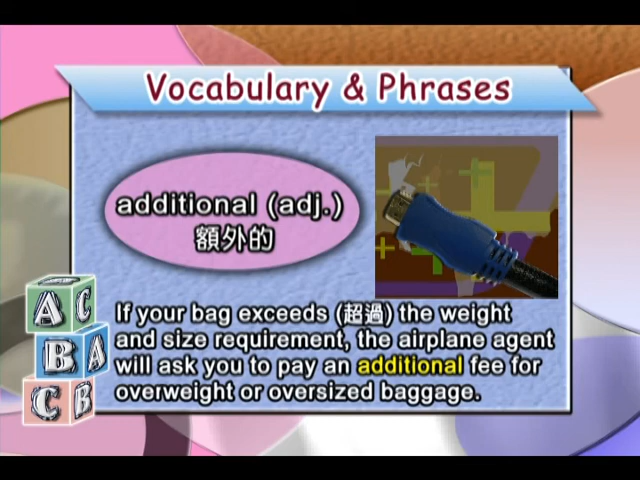 Vocabulary & Phrases
additional (adj.)
額外的
If your bag exceeds (超過) the weight
and size requirement, the airplane agent
will ask you to pay an additional fee for
overweight or oversized baggage.
A C
B A
C B